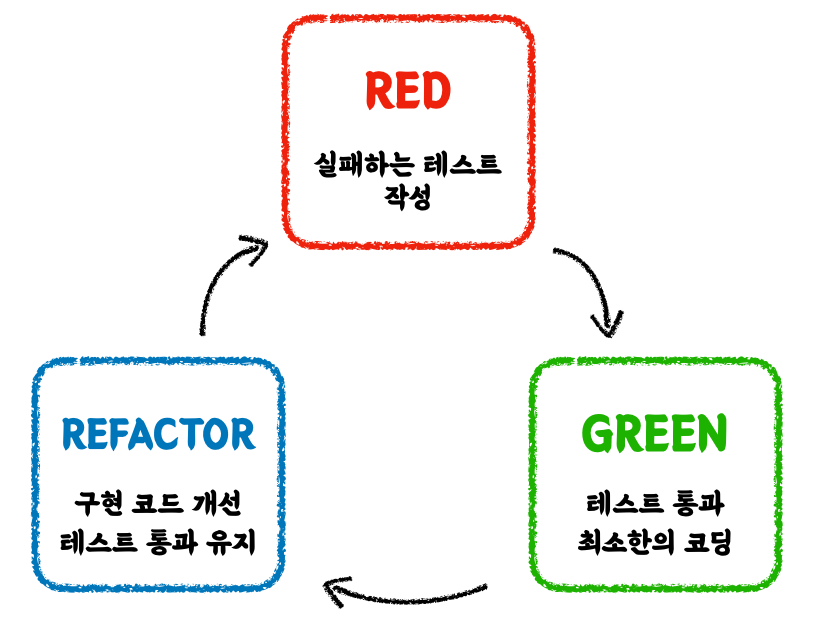 RED
실패하는 테스트
작성
REFACTOR
구현 코드 개선
테스트 통과 유지
GREEN
테스트 통과
최소한의 코딩